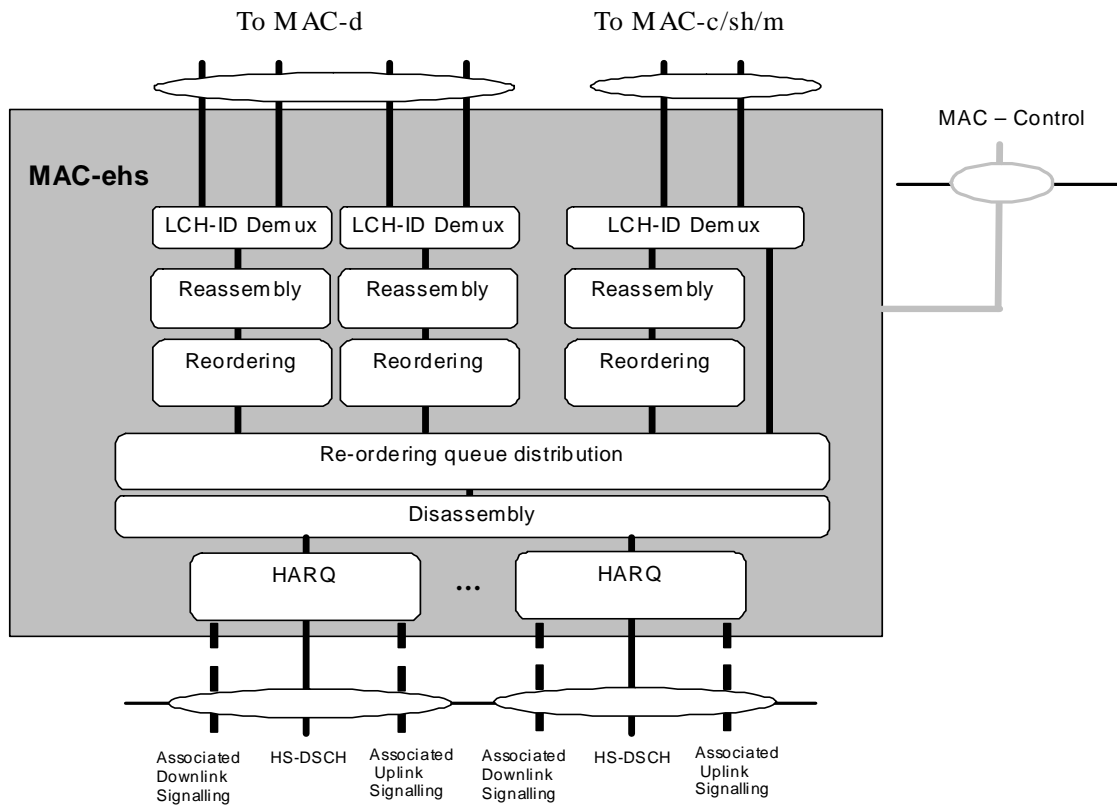 To MAC-d
To MAC-c/sh/m
MAC – Control
MAC-ehs
LCH-ID Demux
LCH-ID Demux
LCH-ID Demux
Reassembly
Reassembly
Reassembly
Reordering
Reordering
Reordering
Re-ordering queue distribution
Disassembly
HARQ
...
HARQ
Associated
Downlink
Signalling
HS-DSCH
Associated
Uplink
Signalling
Associated
Downlink
Signalling
HS-DSCH
Associated
Uplink
Signalling